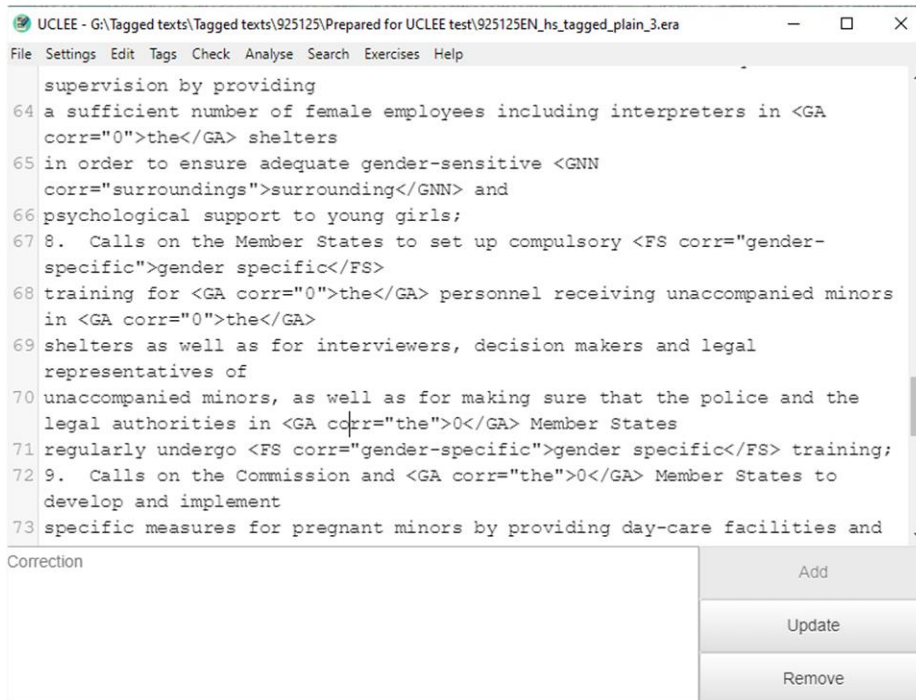 UCLEE - G:\Tagged texts\Tagged texts\925125\Prepared for UCLEE test\925125EN_hs_tagged_plain_3.era
File Settings Edit Tags Check Analyse Search Exercises Help
supervision by providing
64 a sufficient number of female employees including interpreters in <GA
corr="0">the</GA> shelters
65 in order to ensure adequate gender-sensitive <GNN
corr="surroundings">surrounding</GNN> and
66 psychological support to young girls;
67 8.  Calls on the Member States to set up compulsory <FS corr="gender-
specific">gender specific</FS>
68 training for <GA corr="0">the</GA> personnel receiving unaccompanied minors
in <GA corr="0">the</GA>
69 shelters as well as for interviewers, decision makers and legal
representatives of
70 unaccompanied minors, as well as for making sure that the police and the
legal authorities in <GA corr="the">0</GA> Member States
71 regularly undergo <FS corr="gender-specific">gender specific</FS> training;
72 9.  Calls on the Commission and <GA corr="the">0</GA> Member States to
develop and implement
73 specific measures for pregnant minors by providing day-care facilities and
Correction
Add
Update
Remove